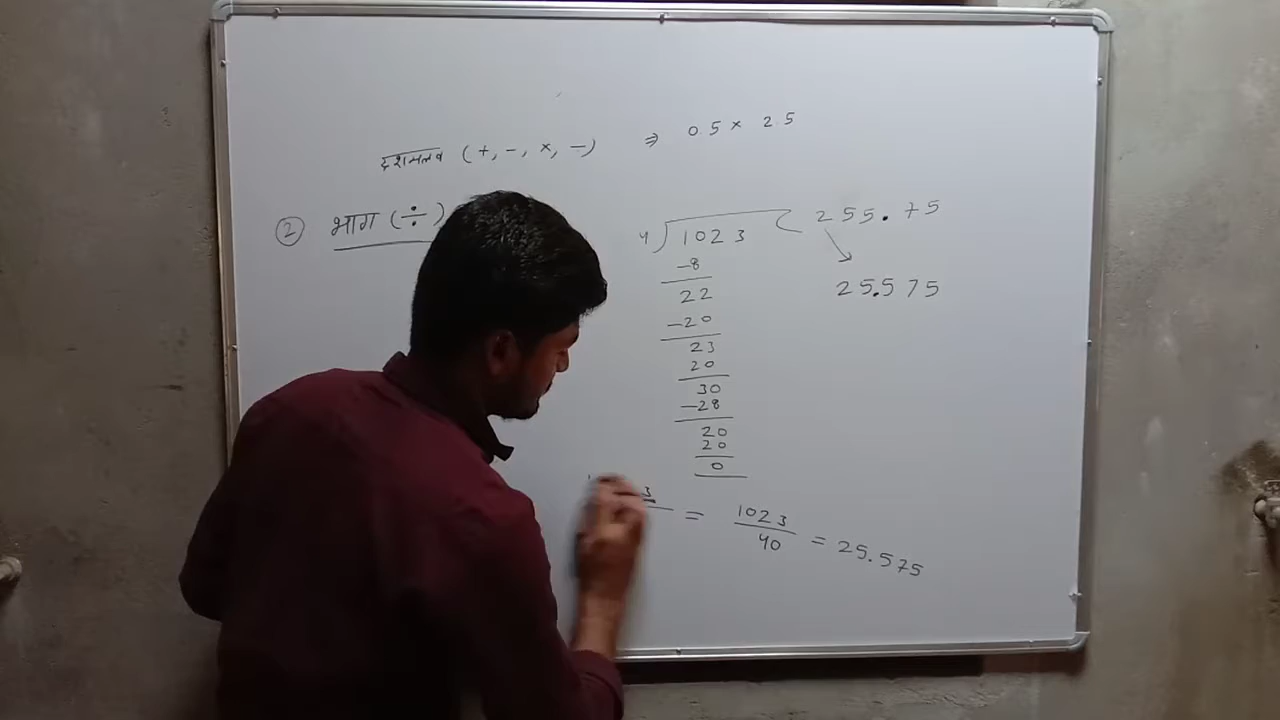 दशमलव (+, -, ×, -) ⇒ 0.5 × 2.5
② भाग (÷)
4) 1023 ( 255.75
-8
22
-20
23
20
30
-28
20
20
0
25.575
3 = 1023/40 = 25.575